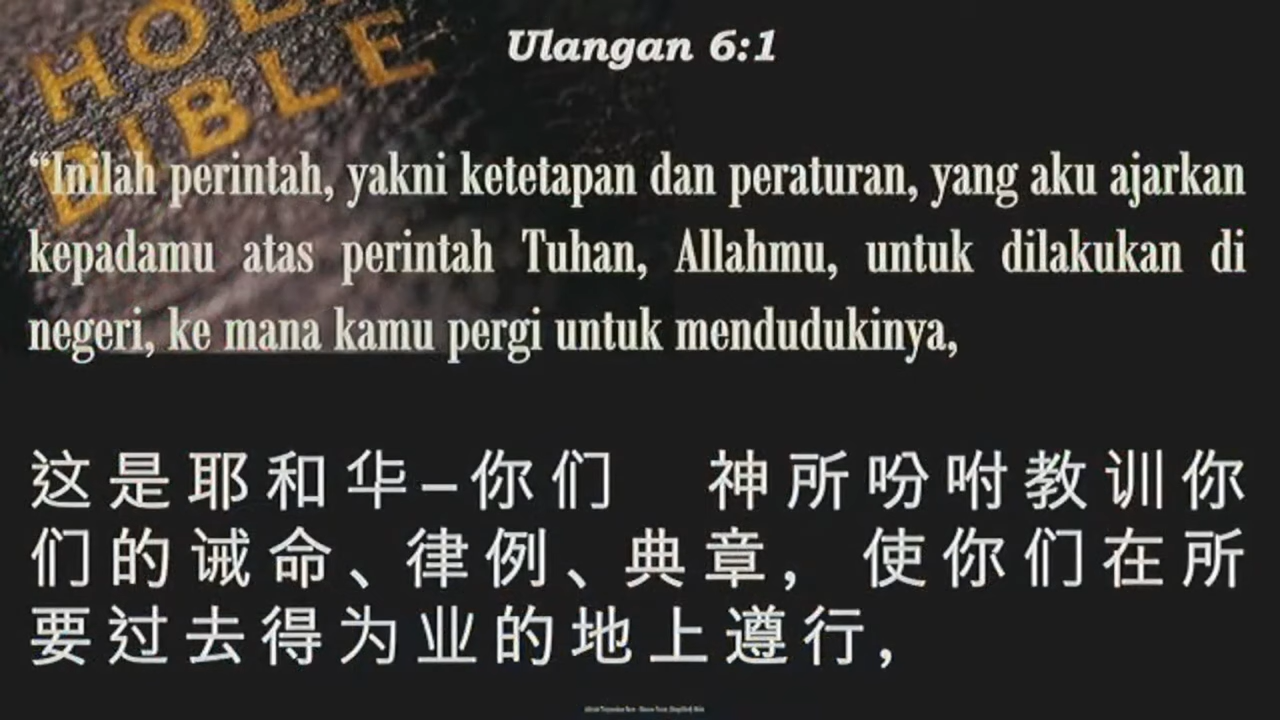 HOL
BIBLE
Ulangan 6:1
“Inilah perintah, yakni ketetapan dan peraturan, yang aku ajarkan
kepadamu atas perintah Tuhan, Allahmu, untuk dilakukan di
negeri, ke mana kamu pergi untuk mendudukinya,
这是耶和华–你们　神所吩咐教训你
们的诫命、律例、典章，使你们在所
要过去得为业的地上遵行，